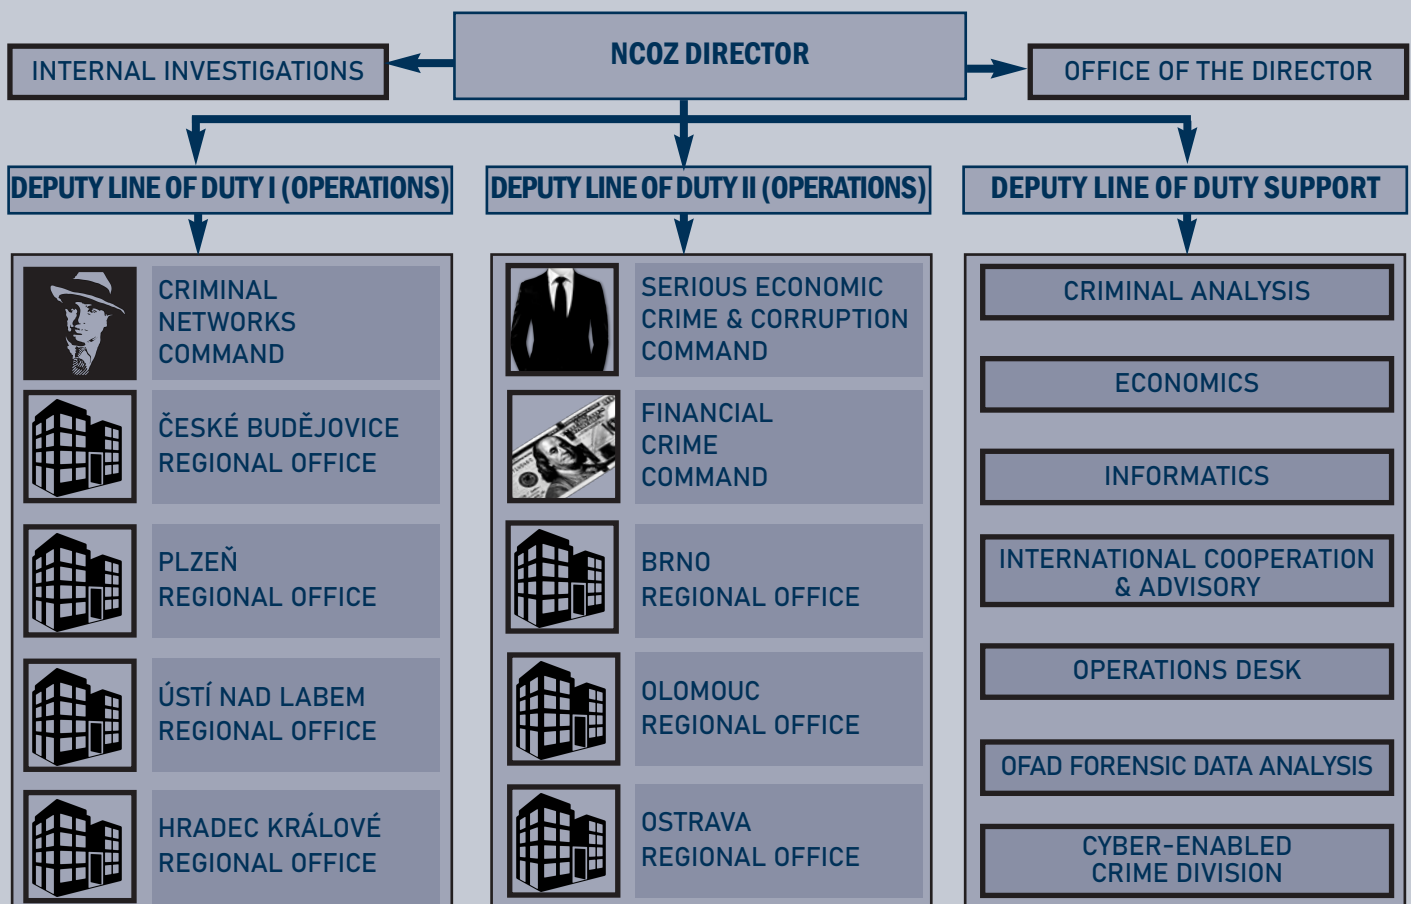 NCOZ DIRECTOR
INTERNAL INVESTIGATIONS
OFFICE OF THE DIRECTOR
DEPUTY LINE OF DUTY I (OPERATIONS)
CRIMINAL
NETWORKS
COMMAND
ČESKÉ BUDĚJOVICE
REGIONAL OFFICE
PLZEŇ
REGIONAL OFFICE
ÚSTÍ NAD LABEM
REGIONAL OFFICE
HRADEC KRÁLOVÉ
REGIONAL OFFICE
DEPUTY LINE OF DUTY II (OPERATIONS)
SERIOUS ECONOMIC
CRIME & CORRUPTION
COMMAND
FINANCIAL
CRIME
COMMAND
BRNO
REGIONAL OFFICE
OLOMOUC
REGIONAL OFFICE
OSTRAVA
REGIONAL OFFICE
DEPUTY LINE OF DUTY SUPPORT
CRIMINAL ANALYSIS
ECONOMICS
INFORMATICS
INTERNATIONAL COOPERATION
& ADVISORY
OPERATIONS DESK
OFAD FORENSIC DATA ANALYSIS
CYBER-ENABLED
CRIME DIVISION